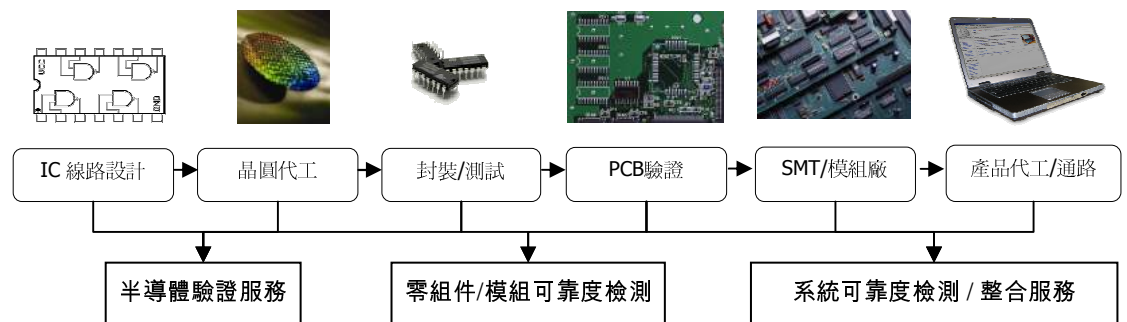 VCC
GND
IC 線路設計
晶圓代工
封裝/測試
PCB驗證
SMT/模組廠
產品代工/通路
半導體驗證服務
零組件/模組可靠度檢測
系統可靠度檢測 / 整合服務